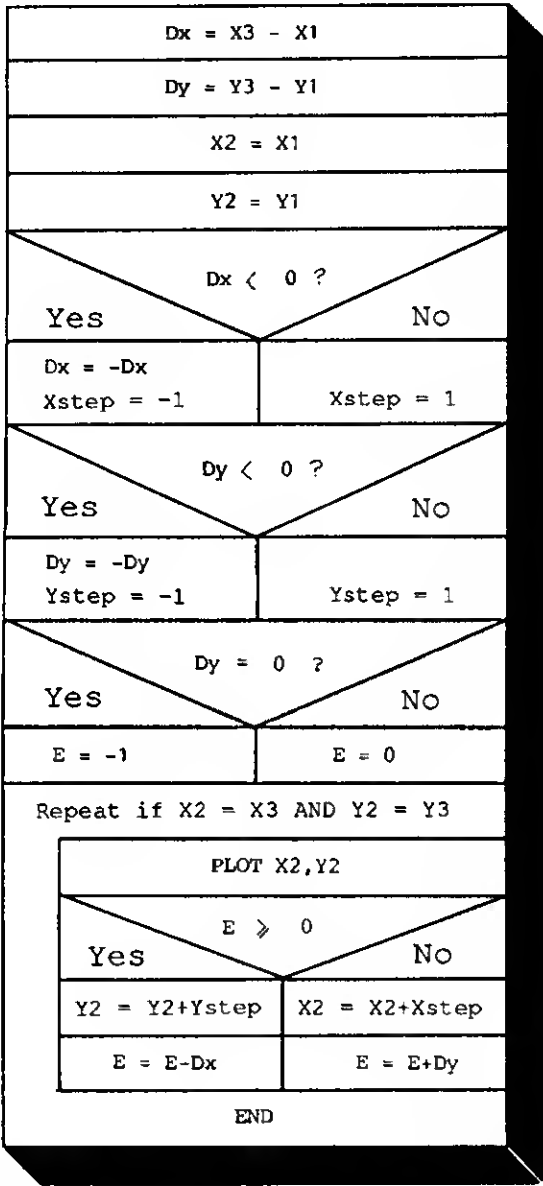 Dx = X3 - X1
Dy = Y3 - Y1
X2 = X1
Y2 = Y1
Dx < 0 ?
Yes No
Dx = -Dx
Xstep = -1 Xstep = 1
Dy < 0 ?
Yes No
Dy = -Dy
Ystep = -1 Ystep = 1
Dy = 0 ?
Yes No
E = -1 E = 0
Repeat if X2 = X3 AND Y2 = Y3
PLOT X2,Y2
E ⩾ 0
Yes No
Y2 = Y2+Ystep X2 = X2+Xstep
E = E-Dx E = E+Dy
END